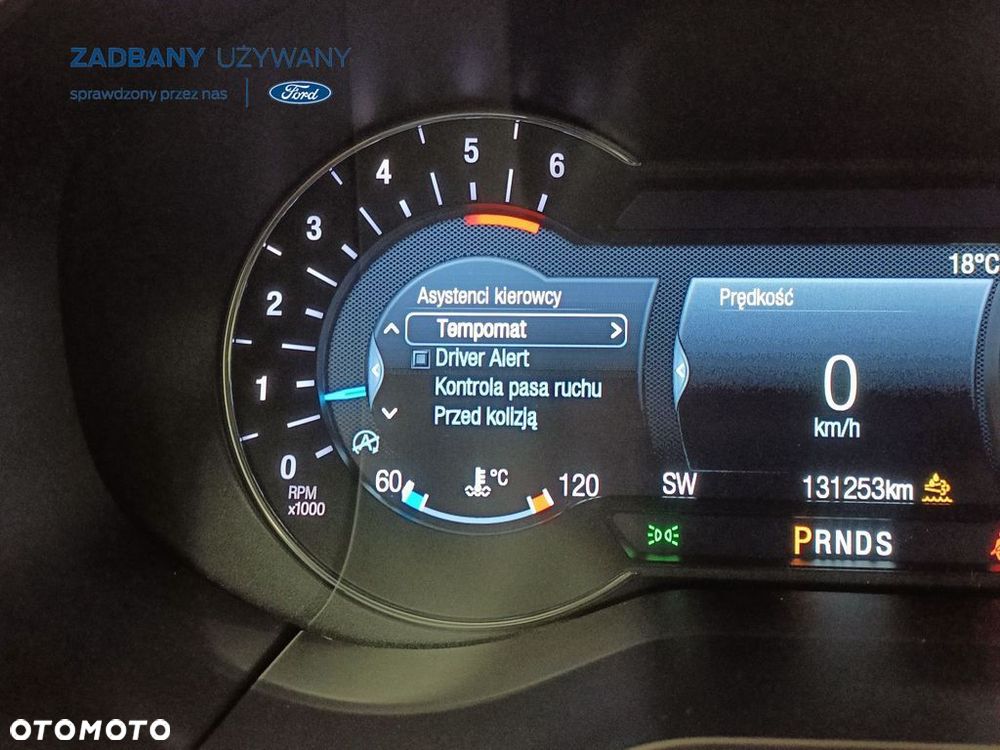 ZADBANY UŻYWANY
sprawdzony przez nas
Ford
0
1
2
3
4
5
6
RPM
x1000
18°C
Asystenci kierowcy
Tempomat
Driver Alert
Kontrola pasa ruchu
Przed kolizją
Prędkość
0
km/h
60
°C
120
SW
131253km
PRNDS
OTOMOTO